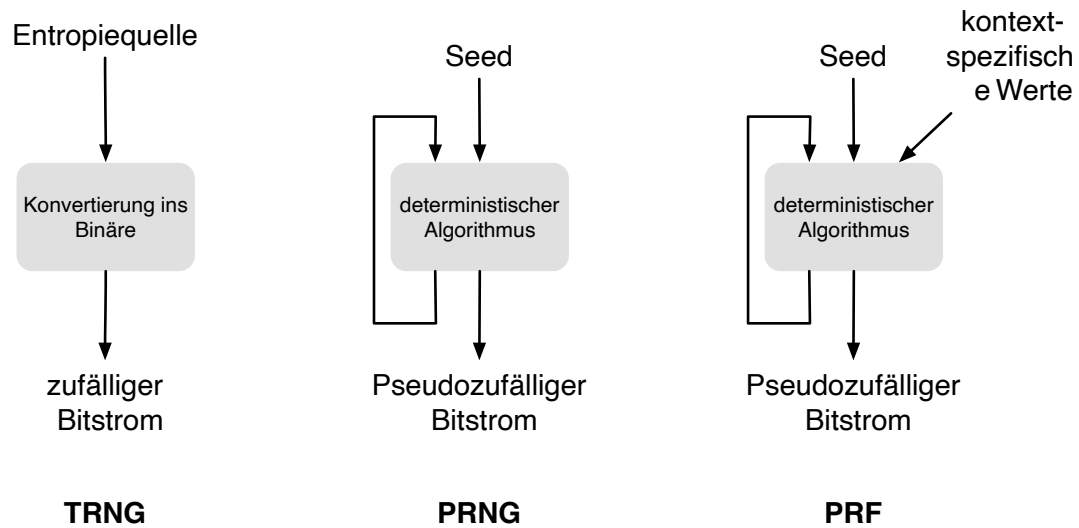 Entropiequelle
Konvertierung ins
Binäre
zufälliger
Bitstrom
TRNG
Seed
deterministischer
Algorithmus
Pseudozufälliger
Bitstrom
PRNG
Seed
kontext-
spezifisch
e Werte
deterministischer
Algorithmus
Pseudozufälliger
Bitstrom
PRF